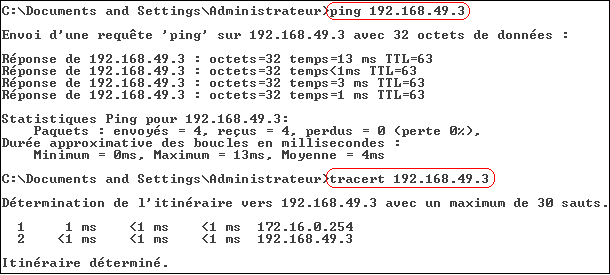 C:\Documents and Settings\Administrateur>ping 192.168.49.3
Envoi d'une requête 'ping' sur 192.168.49.3 avec 32 octets de données :
Réponse de 192.168.49.3 : octets=32 temps=13 ms TTL=63
Réponse de 192.168.49.3 : octets=32 temps<1ms TTL=63
Réponse de 192.168.49.3 : octets=32 temps=3 ms TTL=63
Réponse de 192.168.49.3 : octets=32 temps=1 ms TTL=63
Statistiques Ping pour 192.168.49.3:
    Paquets : envoyés = 4, reçus = 4, perdus = 0 (perte 0%),
Durée approximative des boucles en millisecondes :
    Minimum = 0ms, Maximum = 13ms, Moyenne = 4ms
C:\Documents and Settings\Administrateur>tracert 192.168.49.3
Détermination de l'itinéraire vers 192.168.49.3 avec un maximum de 30 sauts.
  1     1 ms    <1 ms    <1 ms  172.16.0.254
  2    <1 ms    <1 ms    <1 ms  192.168.49.3
Itinéraire déterminé.